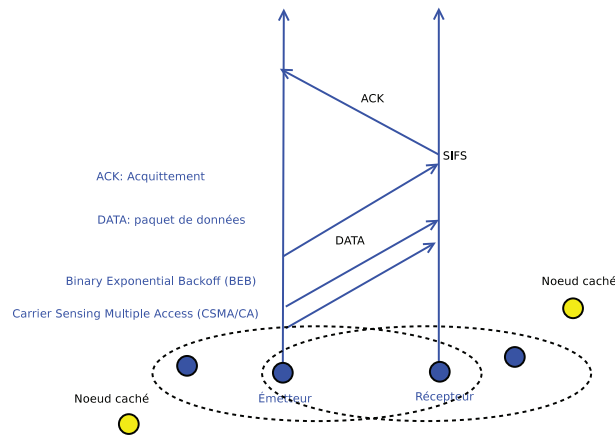 ACK
SIFS
ACK: Acquittement
DATA: paquet de données
DATA
Binary Exponential Backoff (BEB)
Noeud caché
Carrier Sensing Multiple Access (CSMA/CA)
Émetteur
Récepteur
Noeud caché